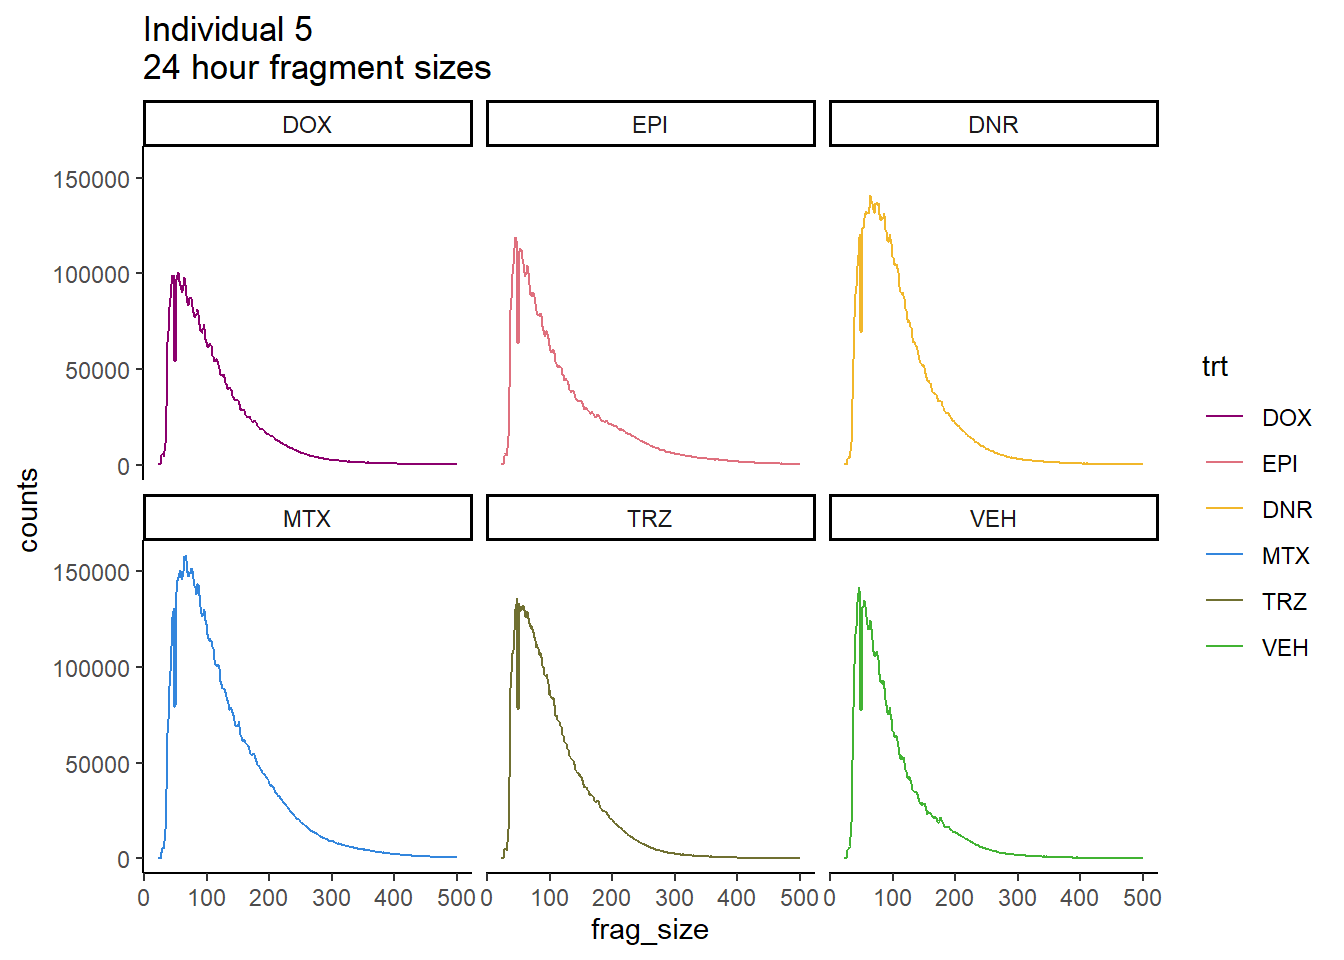 Individual 5
24 hour fragment sizes
DOX
EPI
DNR
150000
100000
50000
0
MTX
TRZ
VEH
150000
100000
50000
0
0 100 200 300 400 500
0 100 200 300 400 500
0 100 200 300 400 500
frag_size
counts
trt
DOX
EPI
DNR
MTX
TRZ
VEH